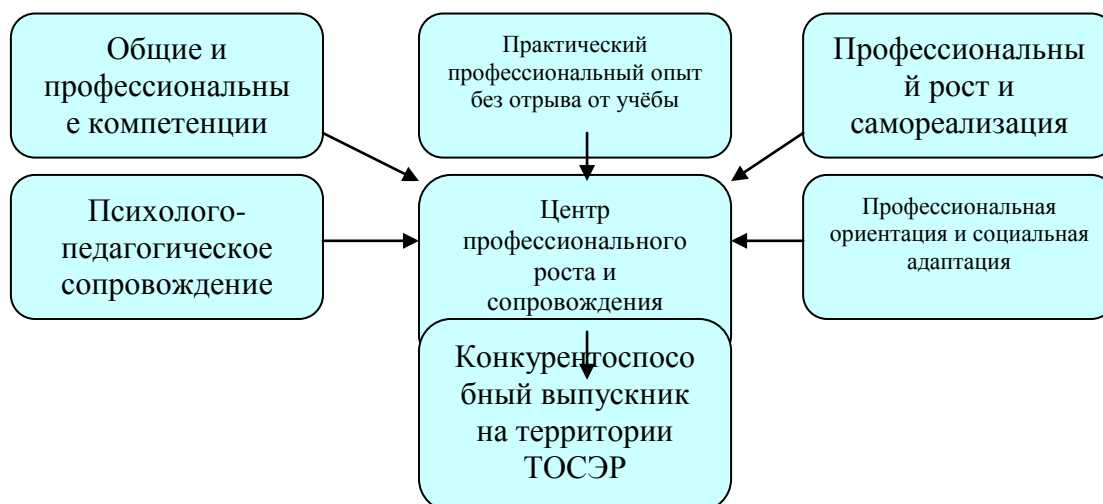 Общие и
профессиональны
е компетенции
Практический
профессиональный опыт
без отрыва от учёбы
Профессиональны
й рост и
самореализация
Психолого-
педагогическое
сопровождение
Центр
профессионального
роста и
сопровождения
Профессиональная
ориентация и социальная
адаптация
Конкурентоспосо
бный выпускник
на территории
ТОСЭР